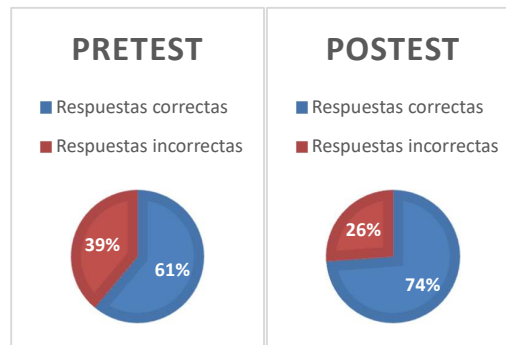 PRETEST
Respuestas correctas
Respuestas incorrectas
39%
61%
POSTEST
Respuestas correctas
Respuestas incorrectas
26%
74%